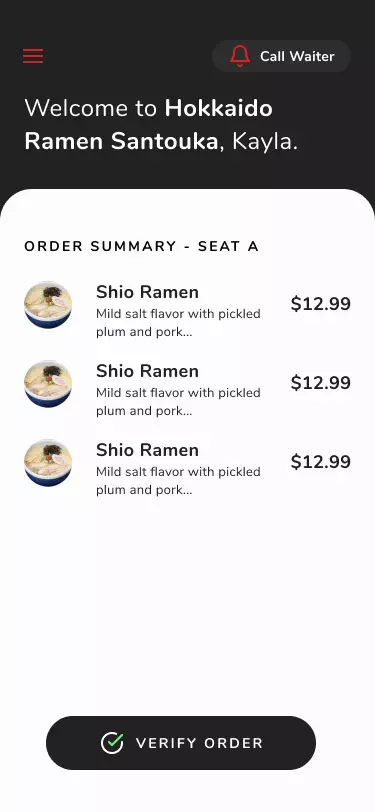 Call Waiter
Welcome to Hokkaido
Ramen Santouka, Kayla.
ORDER SUMMARY - SEAT A
Shio Ramen
Mild salt flavor with pickled
plum and pork...
$12.99
Shio Ramen
Mild salt flavor with pickled
plum and pork...
$12.99
Shio Ramen
Mild salt flavor with pickled
plum and pork...
$12.99
VERIFY ORDER